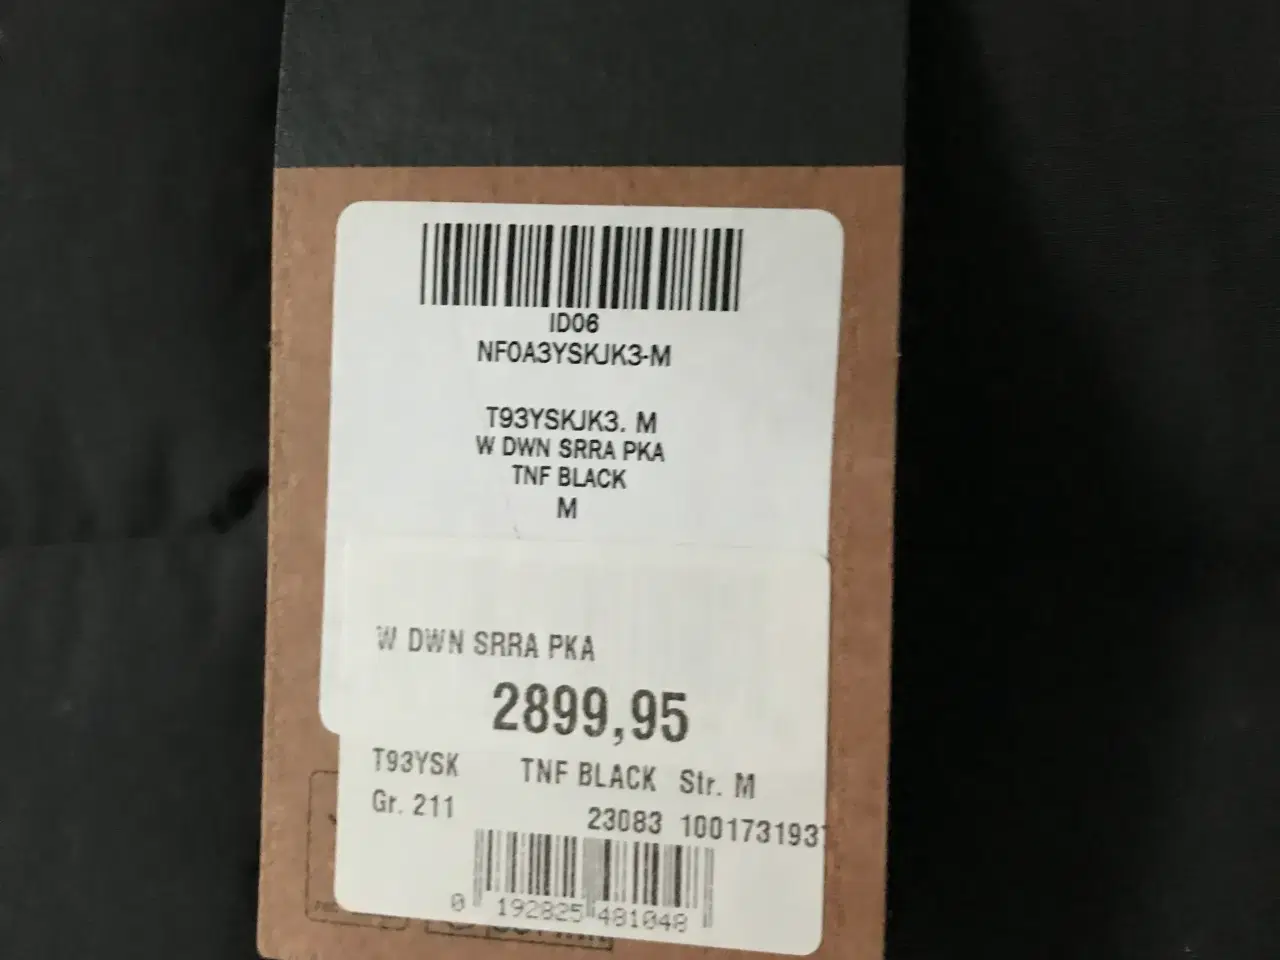 ID06
NF0A3YSKJK3-M
T93YSKJK3. M
W DWN SRRA PKA
TNF BLACK
M
W DWN SRRA PKA
2899,95
T93YSK TNF BLACK Str. M
Gr. 211 23083 100173193
0 192825 481048